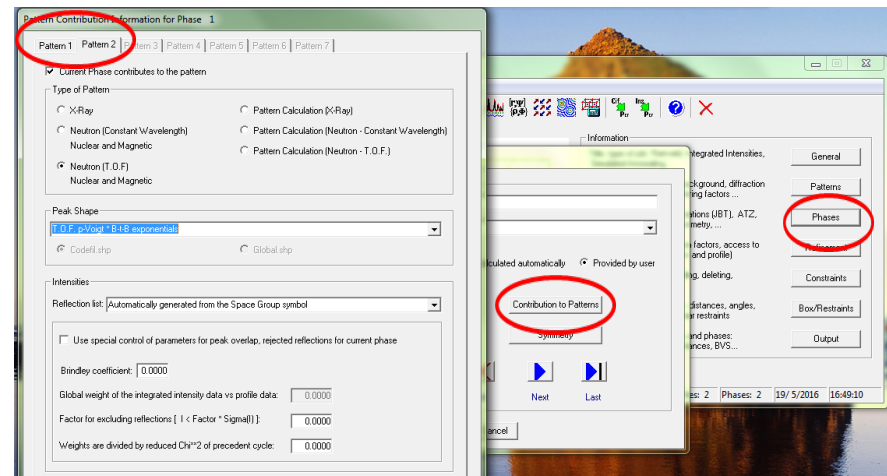 Pattern Contribution Information for Phase 1
Pattern 1 Pattern 2 Pattern 3 Pattern 4 Pattern 5 Pattern 6 Pattern 7
Current Phase contributes to the pattern
Type of Pattern
X-Ray
Pattern Calculation (X-Ray)
Neutron (Constant Wavelength)
Nuclear and Magnetic
Pattern Calculation (Neutron - Constant Wavelength)
Neutron (T.O.F)
Nuclear and Magnetic
Pattern Calculation (Neutron - T.O.F.)
Peak Shape
T.O.F. p-Voigt * B-t-B exponentials
Codefil.shp
Global.shp
Intensities
Reflection list: Automatically generated from the Space Group symbol
Use special control of parameters for peak overlap, rejected reflections for current phase
Brindley coefficient: 0.0000
Global weight of the integrated intensity data vs profile data: 0.0000
Factor for excluding reflections [ I < Factor * Sigma(I) ]: 0.0000
Weights are divided by reduced Chi**2 of precedent cycle: 0.0000
culated automatically
Provided by user
Contribution to Patterns
Symmetry
Next
Last
ancel
Information
ntegrated Intensities,
General
ckground, diffraction
ring factors ...
Patterns
ations (JBT), ATZ,
metry, ...
Phases
factors, access to
and profile)
Refinement
ng, deleting,
Constraints
distances, angles,
ar restraints
Box/Restraints
and phases:
ances, BVS...
Output
es: 2 Phases: 2 19/ 5/2016 16:49:10